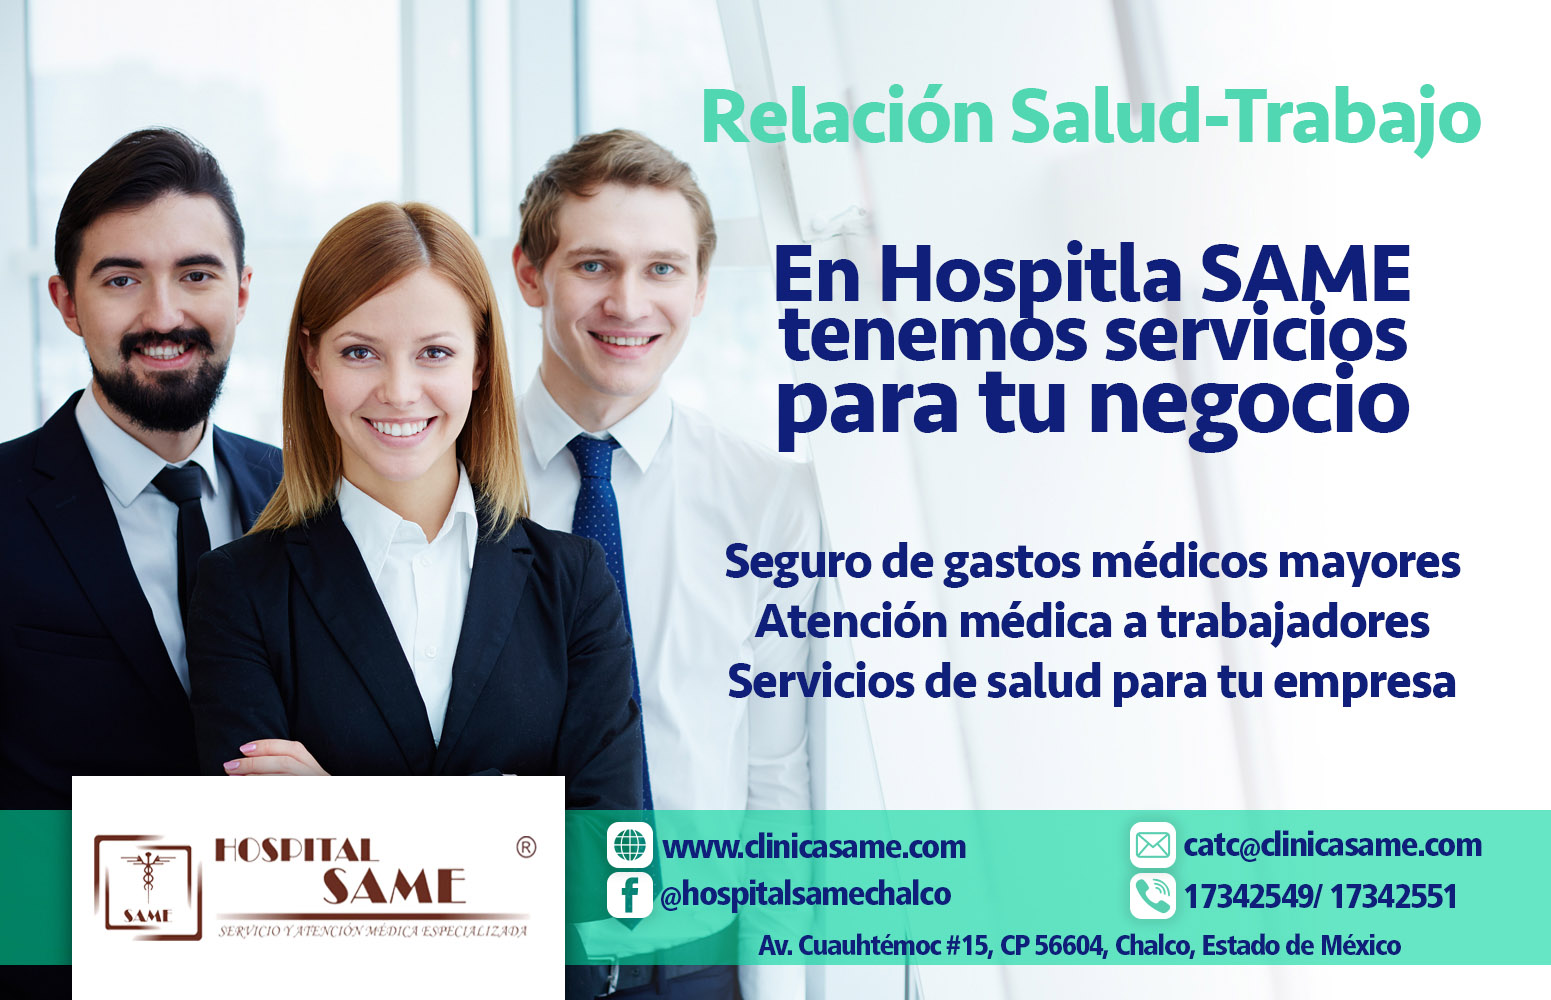 Relación Salud-Trabajo
En Hospitla SAME
tenemos servicios
para tu negocio
Seguro de gastos médicos mayores
Atención médica a trabajadores
Servicios de salud para tu empresa
SAME
HOSPITAL
SAME
®
SERVICIO Y ATENCIÓN MÉDICA ESPECIALIZADA
www.clinicasame.com
@hospitalsamechalco
catc@clinicasame.com
17342549/ 17342551
Av. Cuauhtémoc #15, CP 56604, Chalco, Estado de México